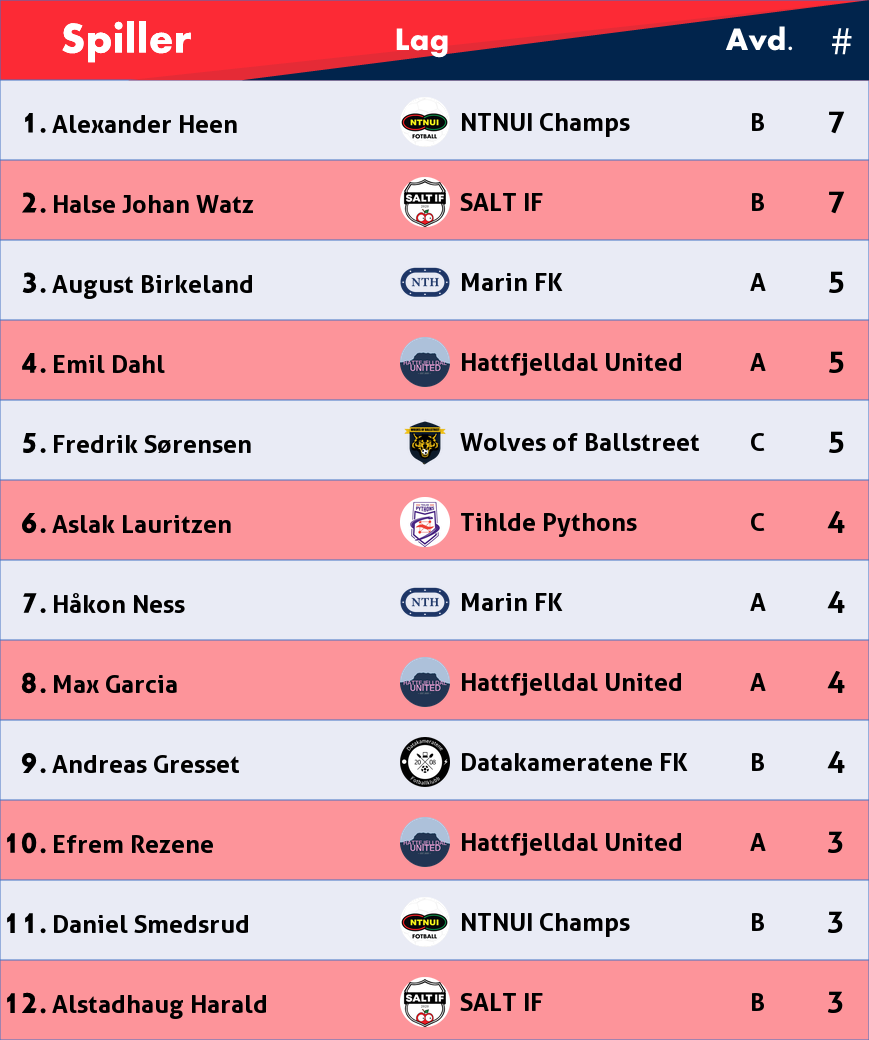 Spiller Lag Avd. #
1. Alexander Heen NTNUI FOTBALL NTNUI Champs B 7
2. Halse Johan Watz SALT IF SALT IF B 7
3. August Birkeland NTH Marin FK A 5
4. Emil Dahl HATTFJELLDAL UNITED Hattfjelldal United A 5
5. Fredrik Sørensen WOLVES OF BALLSTREET Wolves of Ballstreet C 5
6. Aslak Lauritzen PYTHONS Tihlde Pythons C 4
7. Håkon Ness NTH Marin FK A 4
8. Max Garcia HATTFJELLDAL UNITED Hattfjelldal United A 4
9. Andreas Gresset Datakameratene 20 08 Fotballklubb Datakameratene FK B 4
10. Efrem Rezene HATTFJELLDAL UNITED Hattfjelldal United A 3
11. Daniel Smedsrud NTNUI FOTBALL NTNUI Champs B 3
12. Alstadhaug Harald SALT IF SALT IF B 3